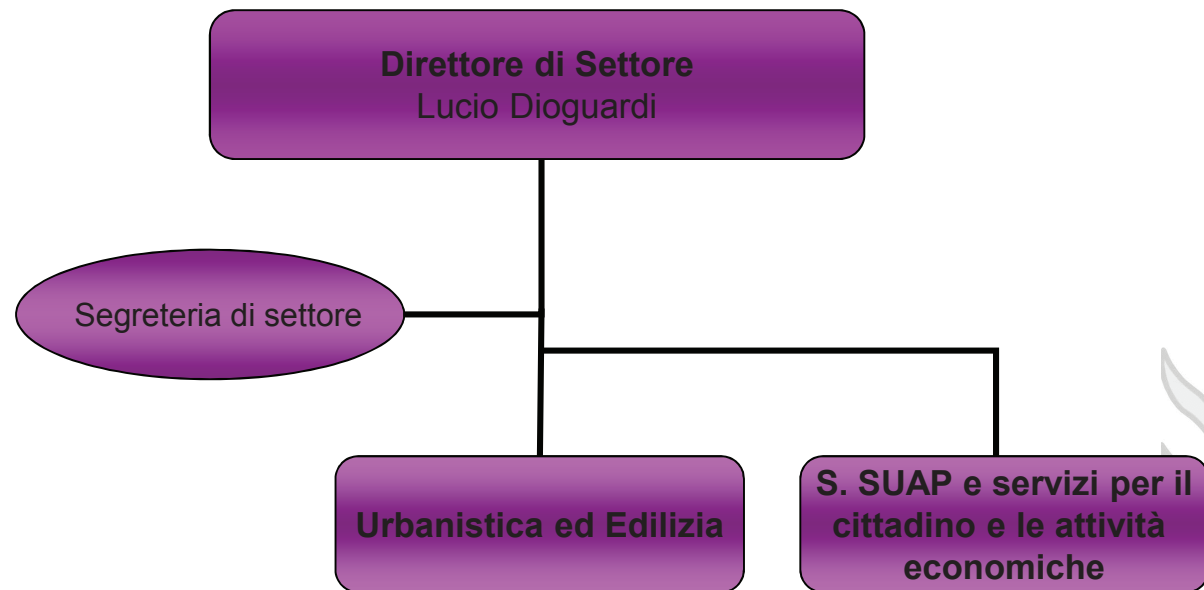 Direttore di Settore
Lucio Dioguardi
Segreteria di settore
Urbanistica ed Edilizia
S. SUAP e servizi per il
cittadino e le attività
economiche